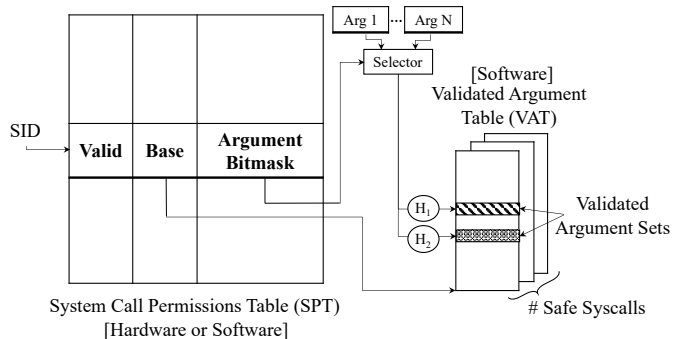 Arg 1 ... Arg N
Selector
[Software]
Validated Argument
Table (VAT)
SID
Valid Base Argument
Bitmask
H1
H2
Validated
Argument Sets
# Safe Syscalls
System Call Permissions Table (SPT)
[Hardware or Software]